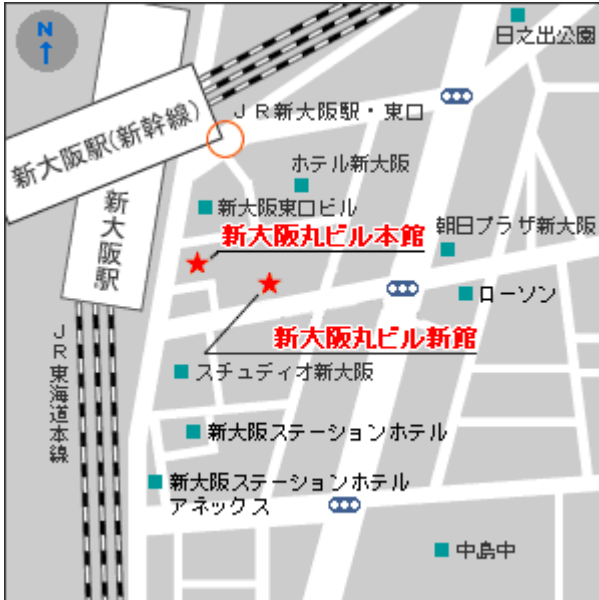 N
日之出公園
JR新大阪駅・東口
新大阪駅(新幹線)
ホテル新大阪
新大阪駅
新大阪東口ビル
新大阪丸ビル本館
朝日プラザ新大阪
ローソン
新大阪丸ビル新館
JR東海道本線
スチュディオ新大阪
新大阪ステーションホテル
新大阪ステーションホテル
アネックス
中島中